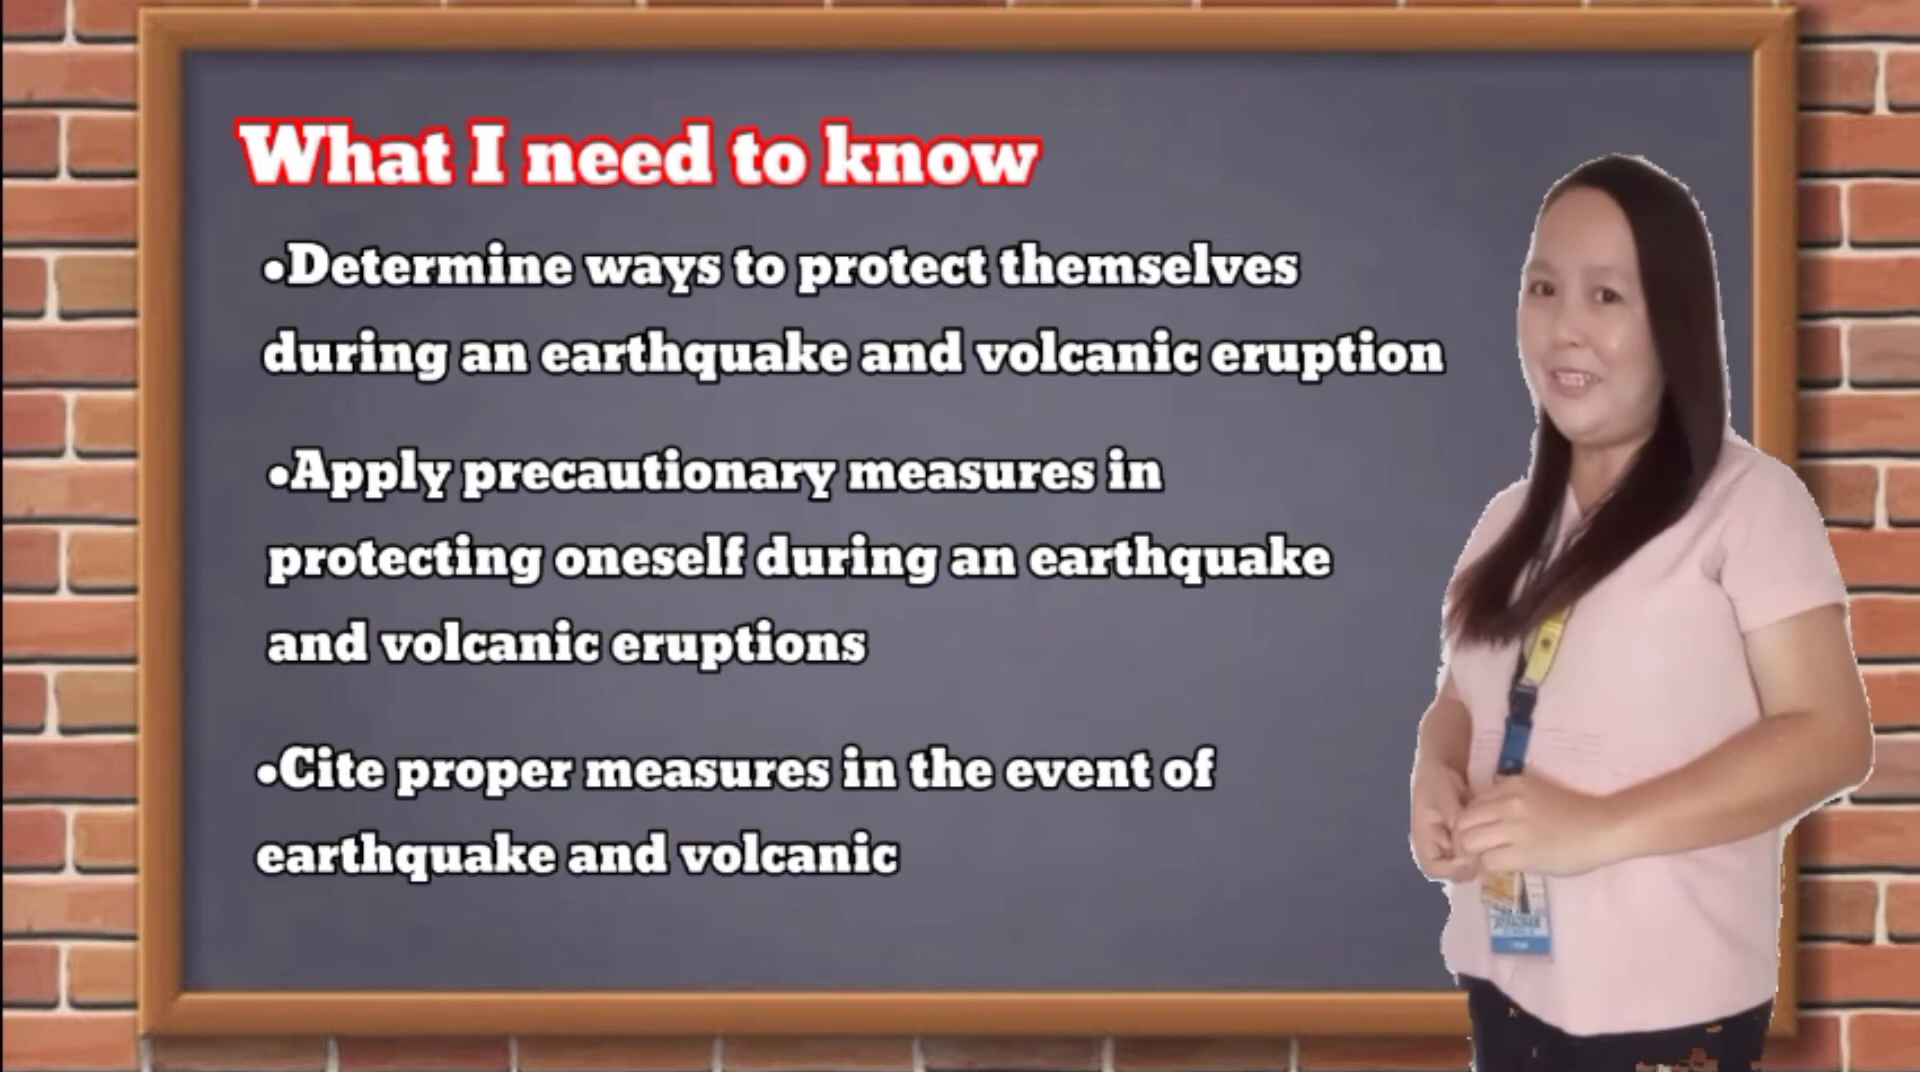 What I need to know
•Determine ways to protect themselves
during an earthquake and volcanic eruption
•Apply precautionary measures in
protecting oneself during an earthquake
and volcanic eruptions
•Cite proper measures in the event of
earthquake and volcanic